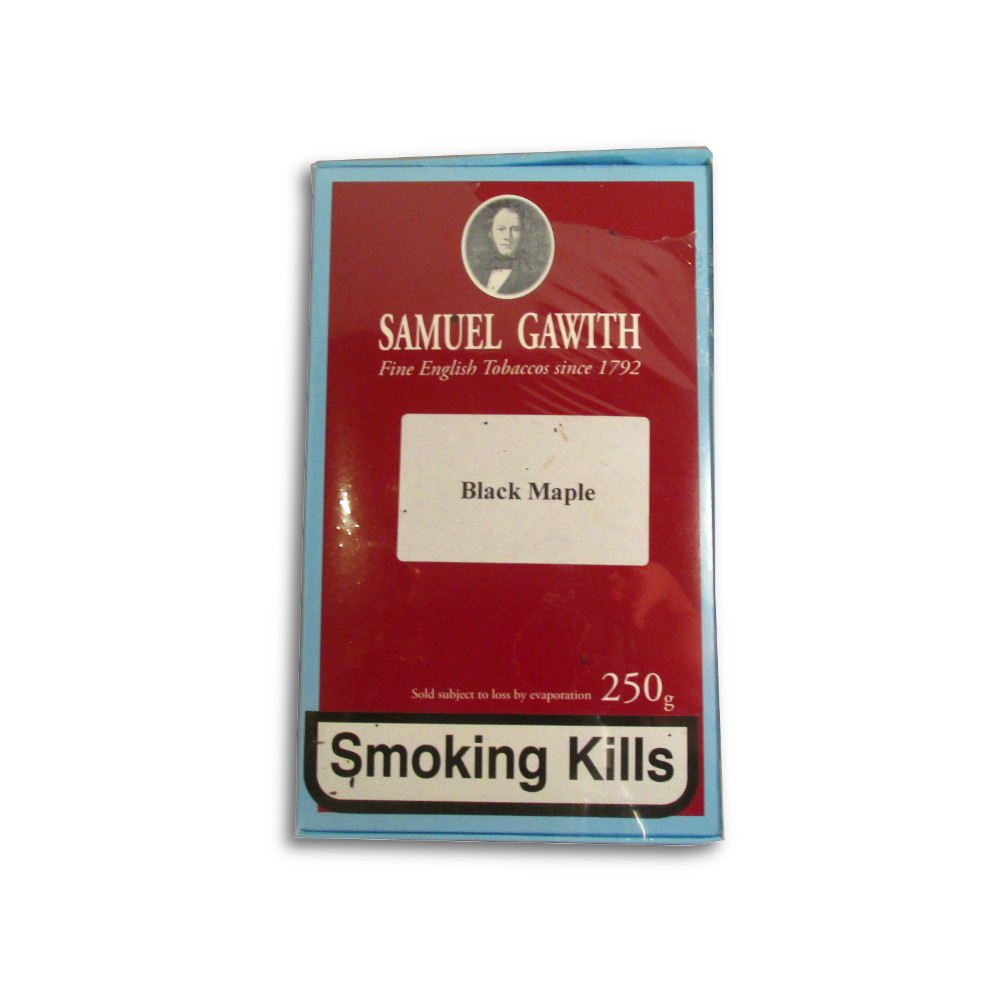 SAMUEL GAWITH
Fine English Tobaccos since 1792
Black Maple
Sold subject to loss by evaporation 250g
Smoking Kills